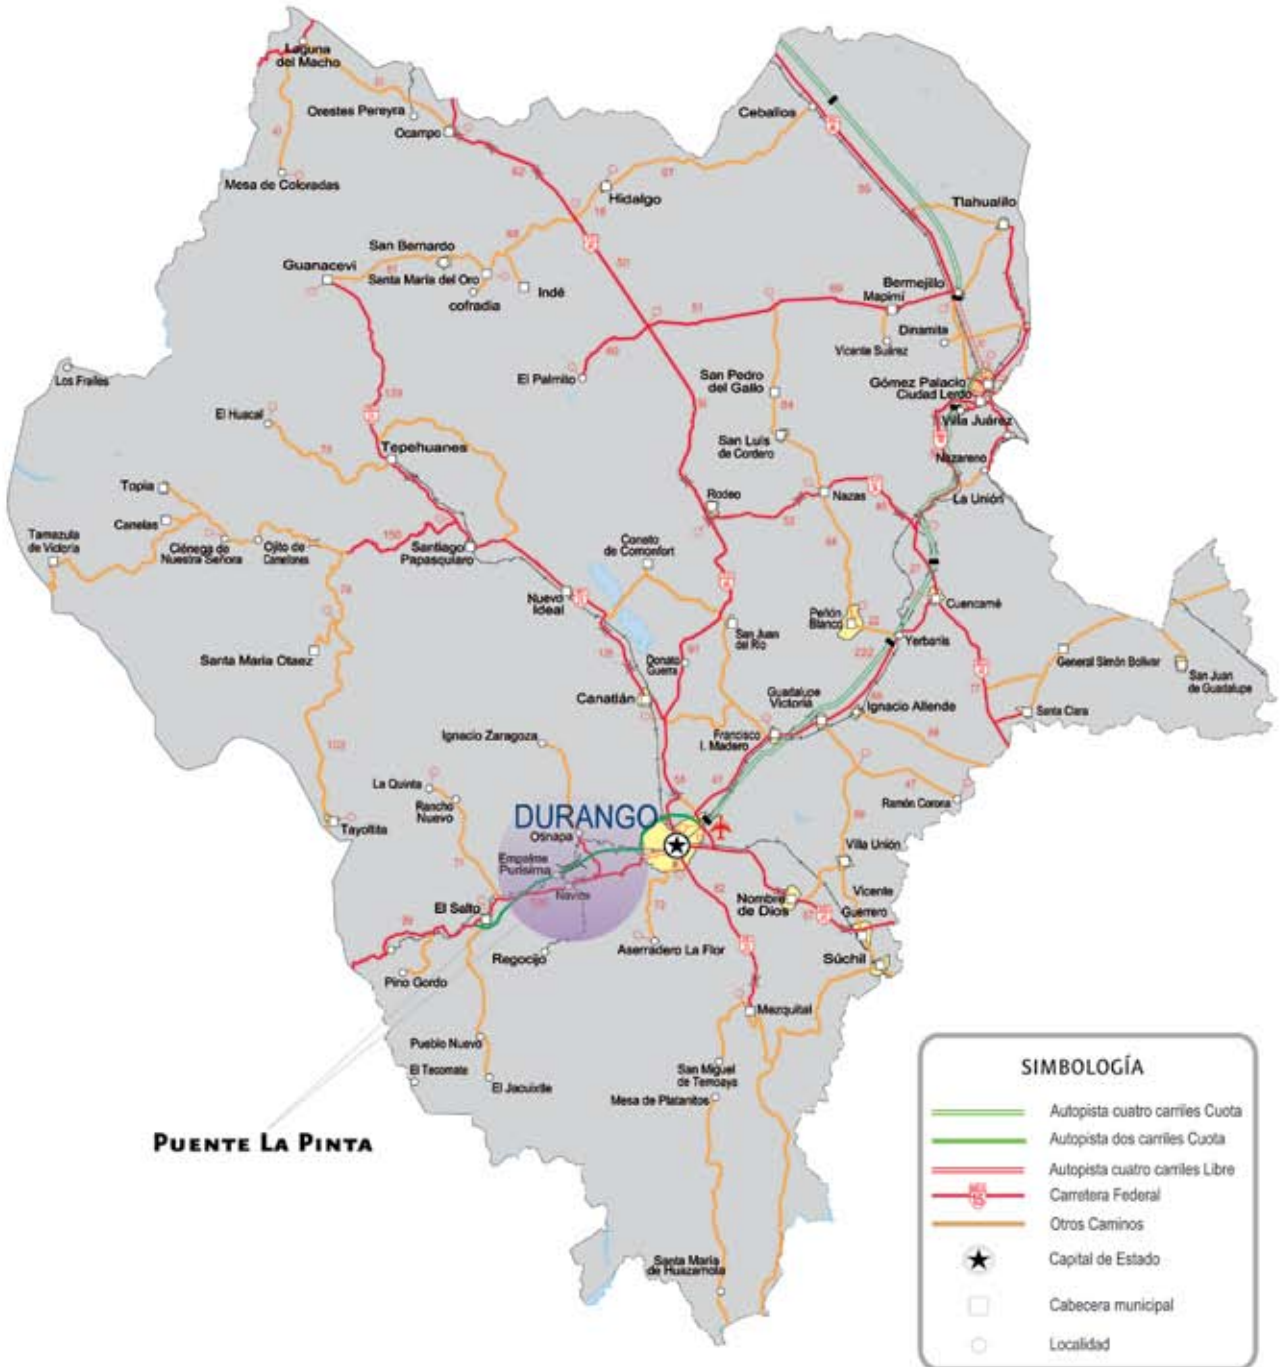 Laguna
del Macho
Orestes Pereyra
Ocampo
Mesa de Coloradas
Ceballos
Hidalgo
Tlahualilo
San Bernardo
Guanacevi
Santa María del Oro
cofradia
Indé
Bermejillo
Mapimí
Dinamita
Vicente Suárez
Los Frailes
El Palmito
San Pedro
del Gallo
Gómez Palacio
Ciudad Lerdo
Villa Juárez
El Huacal
Tepehuanes
San Luis
de Cordero
Nazareno
Topia
Canelas
Rodeo
Nazas
La Unión
Tamazula
de Victoria
Ciénega de
Nuestra Señora
Ojito de
Camellones
Santiago
Papasquiaro
Coneto
de Comonfort
Nuevo
Ideal
Peñón
Blanco
Cuencamé
San Juan
del Río
Yerbanis
Santa María Otaez
Donato
Guerra
General Simón Bolívar
San Juan
de Guadalupe
Canatlán
Guadalupe
Victoria
Ignacio Allende
Santa Clara
Ignacio Zaragoza
Francisco
I. Madero
La Quinta
Rancho
Nuevo
Ramón Corona
Tayoltita
DURANGO
Osnapa
Empalme
Purísima
Navios
Villa Unión
Vicente
Guerrero
Nombre
de Dios
El Salto
Regocijo
Aserradero La Flor
Súchil
Pino Gordo
Mezquital
Pueblo Nuevo
El Tecomate
El Jacuixtle
San Miguel
de Temoaya
Mesa de Platanitos
PUENTE LA PINTA
Santa María
de Huazamota
SIMBOLOGÍA
Autopista cuatro carriles Cuota
Autopista dos carriles Cuota
Autopista cuatro carriles Libre
Carretera Federal
Otros Caminos
Capital de Estado
Cabecera municipal
Localidad